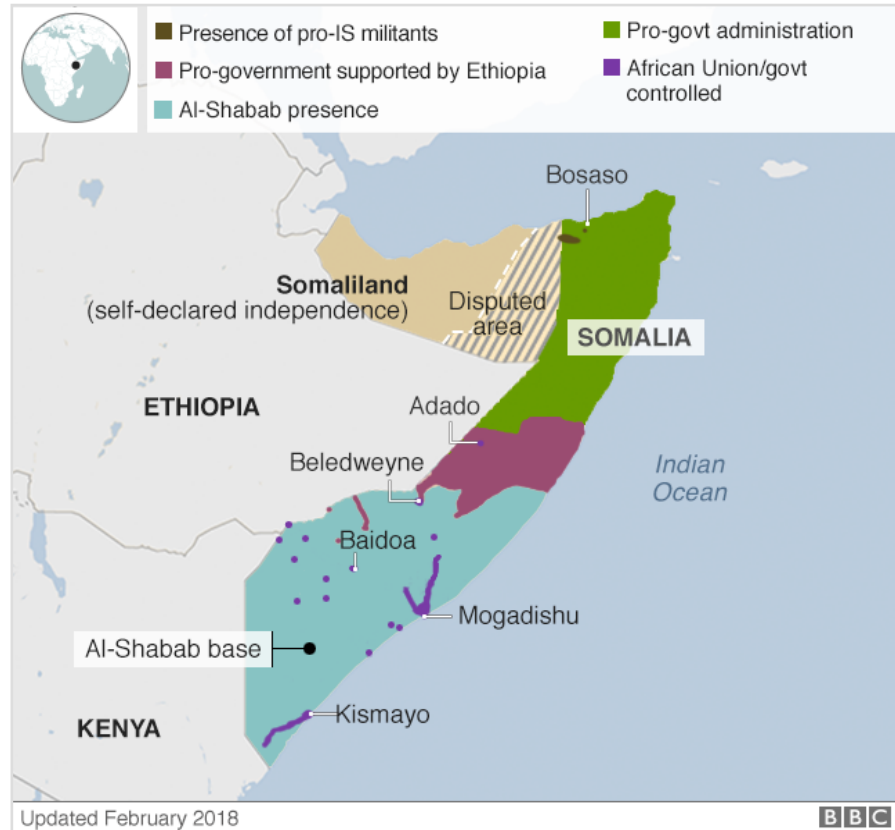 Presence of pro-IS militants
Pro-government supported by Ethiopia
Al-Shabab presence
Pro-govt administration
African Union/govt
controlled
Bosaso
Somaliland
(self-declared independence)
Disputed
area
SOMALIA
ETHIOPIA
Adado
Beledweyne
Indian
Ocean
Baidoa
Mogadishu
Al-Shabab base
Kismayo
KENYA
Updated February 2018
BBC